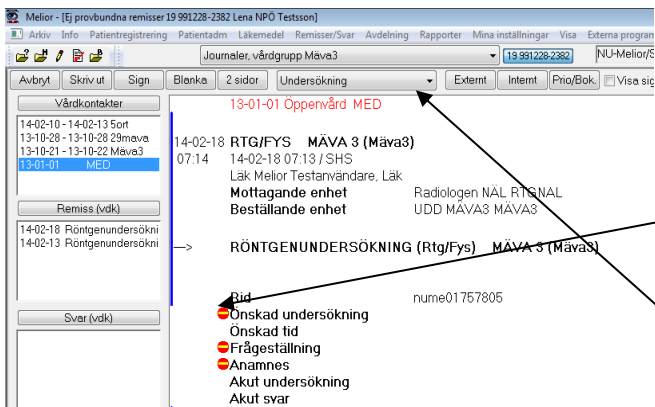 Melior - [Ej provbundna remisser 19 991228-2382 Lena NPÖ Testsson]
Arkiv Info Patientregistrering Patientadm Läkemedel Remisser/Svar Avdelning Rapporter Mina inställningar Visa Externa program
Journaler, vårdgrupp Mäva3 19 991228-2382 NU-Melior/S
Avbryt Skriv ut Sign Blanka 2 sidor Undersökning Externt Internt Prio/Bok. Visa sig
Vårdkontakter
14-02-10 - 14-02-13 5ort
13-10-28 - 13-10-28 29mava
13-10-21 - 13-10-22 Mäva3
13-01-01 MED
Remiss (vdk)
14-02-18 Röntgenundersökni
14-02-13 Röntgenundersökni
Svar (vdk)
13-01-01 Öppenvård MED
14-02-18 RTG/FYS MÄVA 3 (Mäva3)
07:14 14-02-18 07:13 / SHS
Läk Melior Testanvändare, Läk
Mottagande enhet Radiologen NÄL RTGNAL
Beställande enhet UDD MÄVA3 MÄVA3
--> RÖNTGENUNDERSÖKNING (Rtg/Fys) MÄVA 3 (Mäva3)
Rid nume01757805
Önskad undersökning
Önskad tid
Frågeställning
Anamnes
Akut undersökning
Akut svar